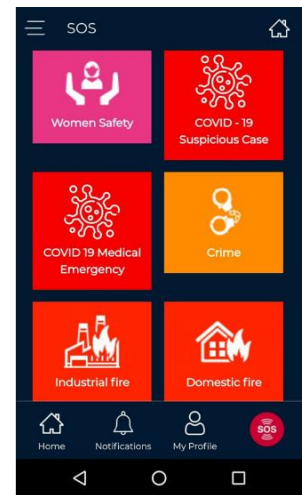 SOS
Women Safety
COVID - 19
Suspicious Case
COVID 19 Medical
Emergency
Crime
Industrial fire
Domestic fire
Home
Notifications
My Profile
SOS